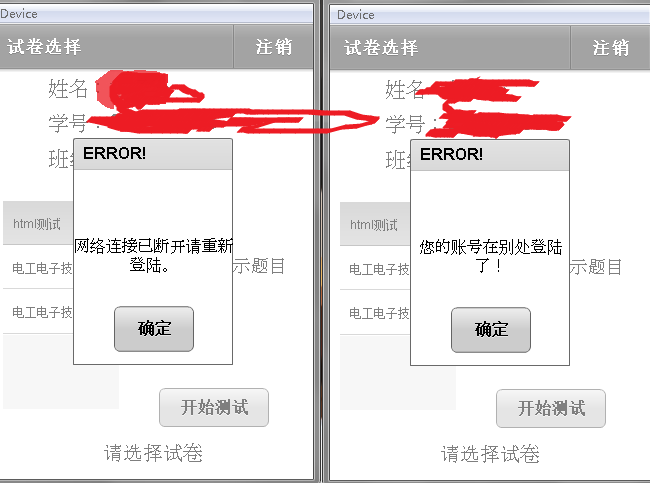 Device
试卷选择 注销
姓名
学号：
ERROR!
html测试
网络连接已断开请重新
登陆。
示题目
电工电子技
电工电子技
确定
开始测试
请选择试卷
Device
试卷选择 注销
姓名
学号：
ERROR!
html测试
您的账号在别处登陆
了！
示题目
电工电子技
电工电子技
确定
开始测试
请选择试卷